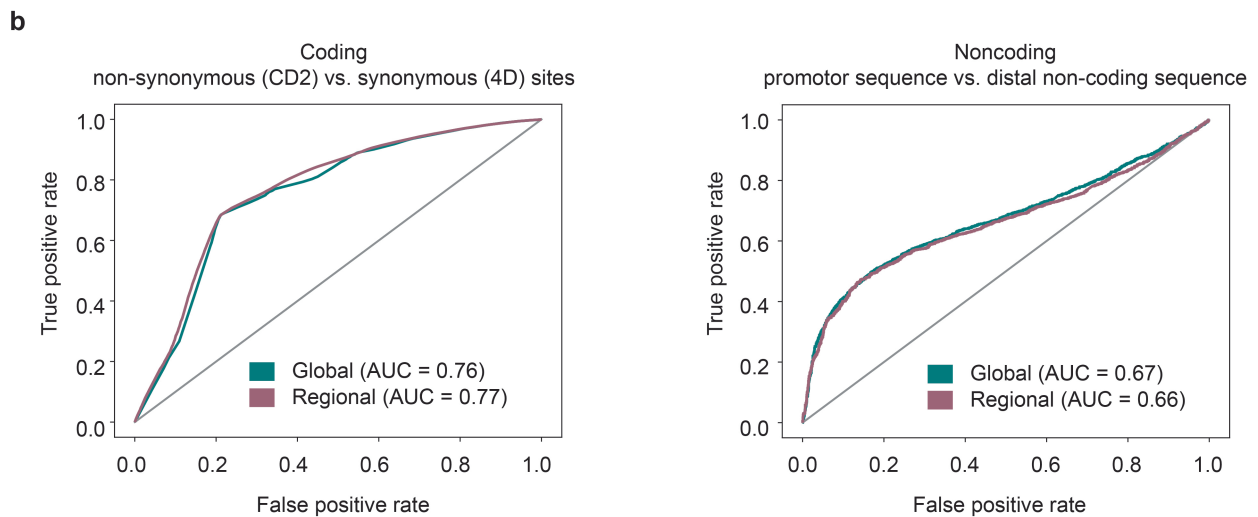 b
Coding
non-synonymous (CD2) vs. synonymous (4D) sites
1.0
0.8
0.6
0.4
0.2
0.0
True positive rate
Global (AUC = 0.76)
Regional (AUC = 0.77)
0.0 0.2 0.4 0.6 0.8 1.0
False positive rate
Noncoding
promotor sequence vs. distal non-coding sequence
1.0
0.8
0.6
0.4
0.2
0.0
True positive rate
Global (AUC = 0.67)
Regional (AUC = 0.66)
0.0 0.2 0.4 0.6 0.8 1.0
False positive rate